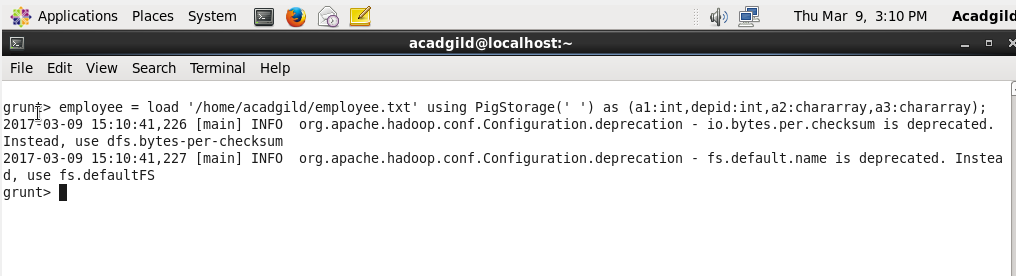 Applications Places System Thu Mar 9, 3:10 PM Acadgild
acadgild@localhost:~
File Edit View Search Terminal Help
grunt> employee = load '/home/acadgild/employee.txt' using PigStorage(' ') as (a1:int,depid:int,a2:chararray,a3:chararray);
2017-03-09 15:10:41,226 [main] INFO  org.apache.hadoop.conf.Configuration.deprecation - io.bytes.per.checksum is deprecated.
Instead, use dfs.bytes-per-checksum
2017-03-09 15:10:41,227 [main] INFO  org.apache.hadoop.conf.Configuration.deprecation - fs.default.name is deprecated. Instea
d, use fs.defaultFS
grunt>